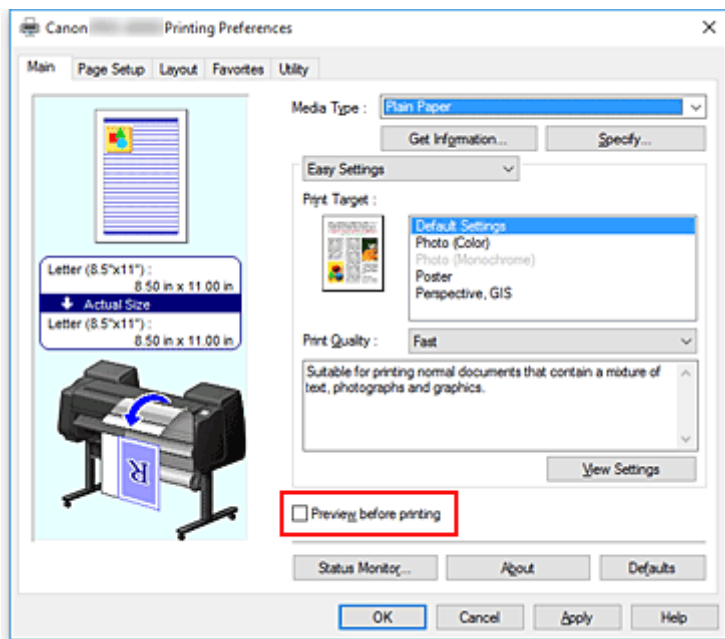 Canon Printing Preferences
Main Page Setup Layout Favorites Utility
Media Type : Plain Paper
Get Information... Specify...
Easy Settings
Print Target :
Default Settings
Photo (Color)
Photo (Monochrome)
Poster
Perspective, GIS
Letter (8.5"x11") :
8.50 in x 11.00 in
Actual Size
Letter (8.5"x11") :
8.50 in x 11.00 in
R
Print Quality : Fast
Suitable for printing normal documents that contain a mixture of
text, photographs and graphics.
View Settings
Preview before printing
Status Monitor... About Defaults
OK Cancel Apply Help